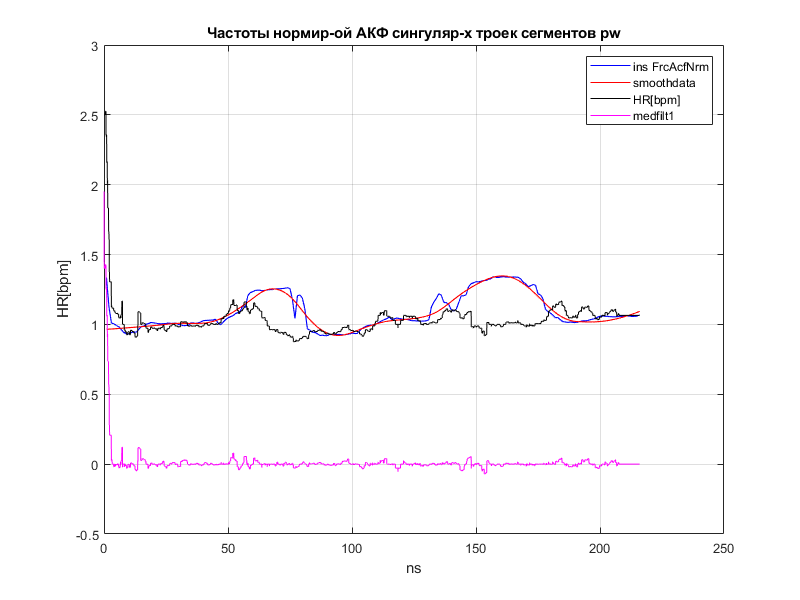 Частоты нормир-ой АКФ сингуляр-х троек сегментов pw
ins FrcAcfNrm
smoothdata
HR[bpm]
medfilt1
3
2.5
2
1.5
1
0.5
0
-0.5
HR[bpm]
0
50
100
150
200
250
ns